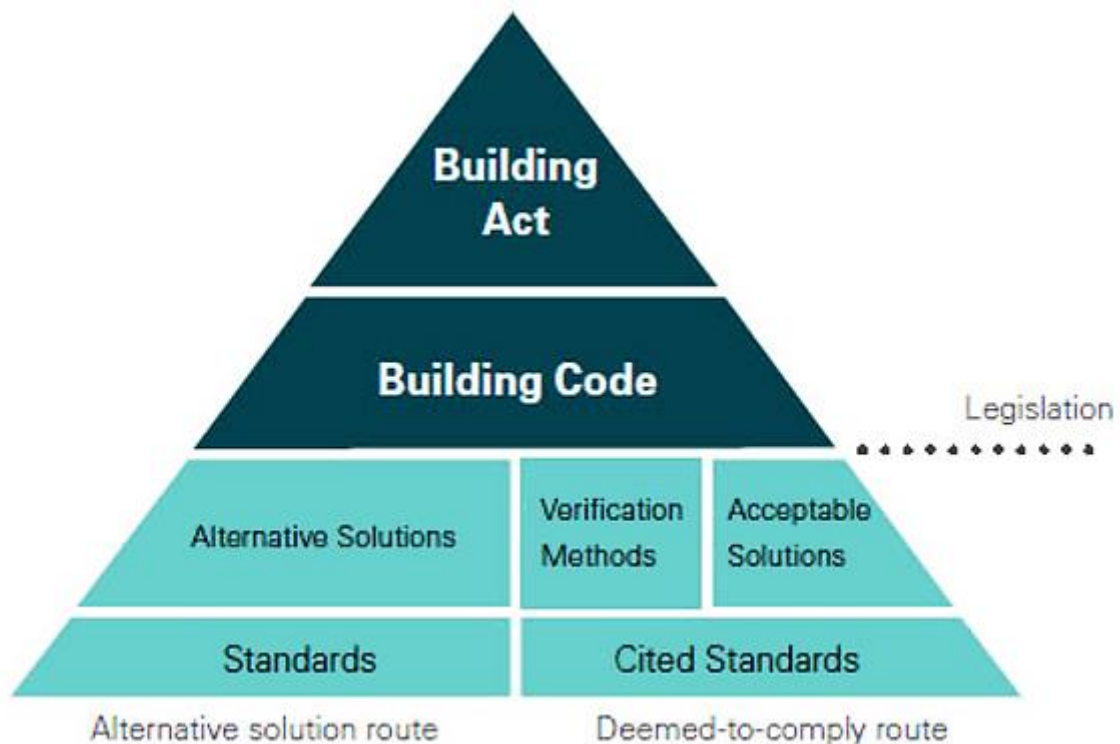 Building
Act
Building Code
Legislation
Alternative Solutions
Verification
Methods
Acceptable
Solutions
Standards
Cited Standards
Alternative solution route
Deemed-to-comply route